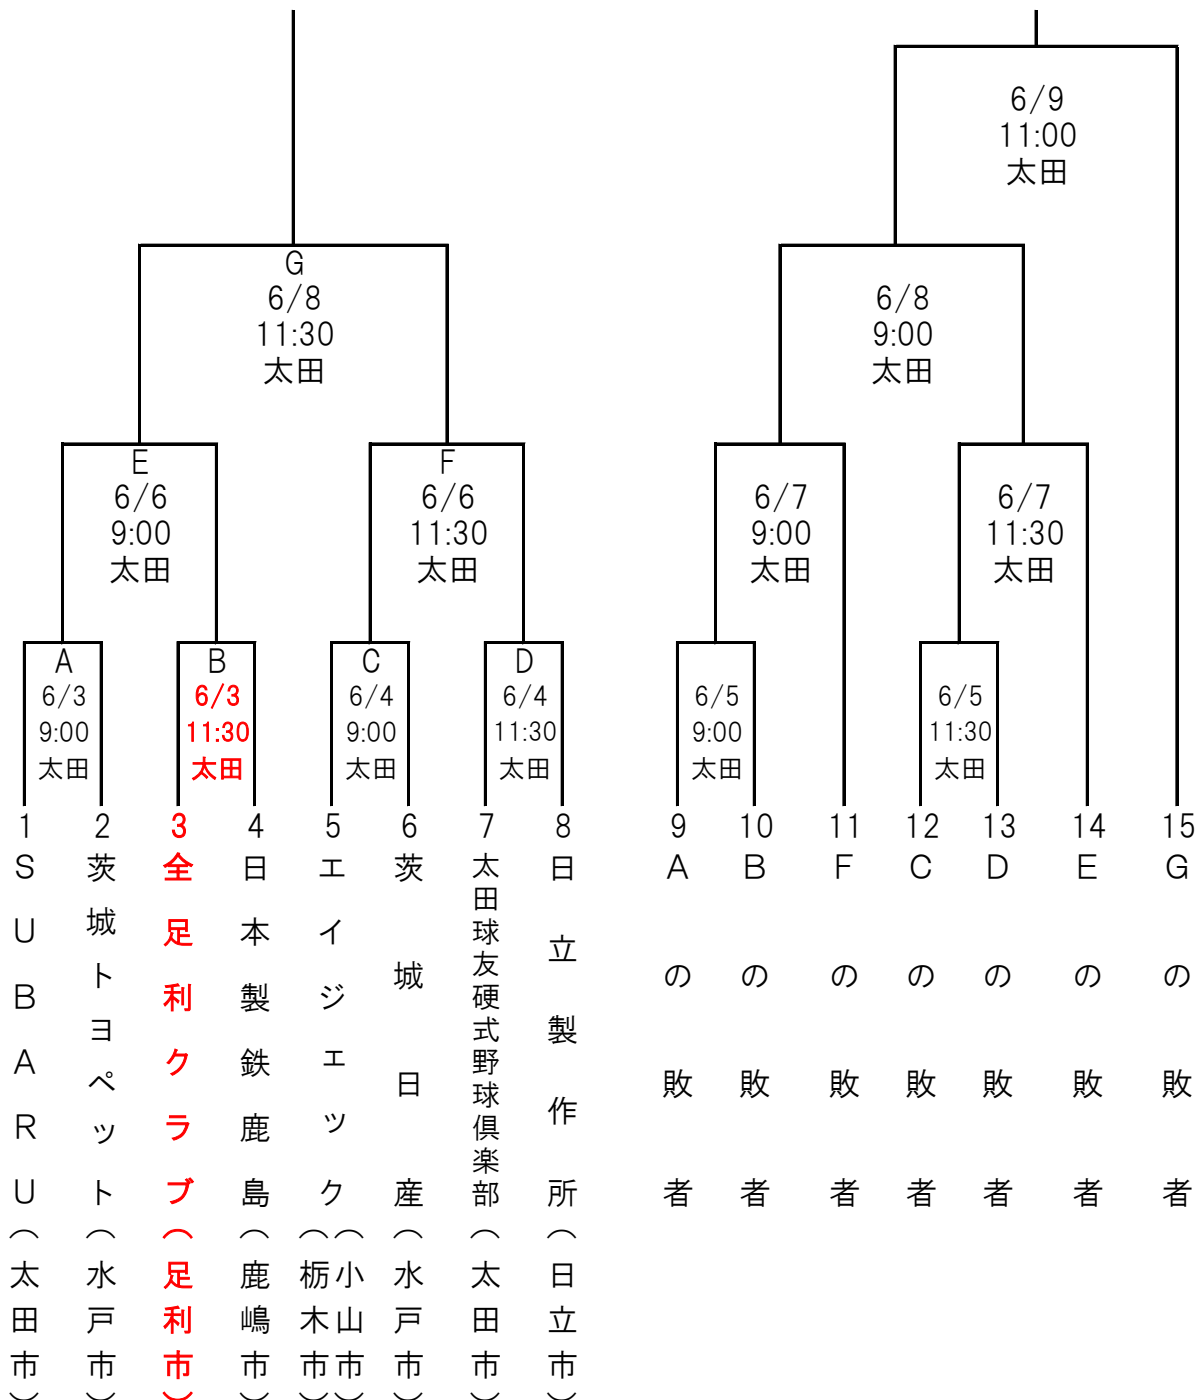 6/9
11:00
太田
G
6/8
11:30
太田
6/8
9:00
太田
E
6/6
9:00
太田
F
6/6
11:30
太田
6/7
9:00
太田
6/7
11:30
太田
A
6/3
9:00
太田
B
6/3
11:30
太田
C
6/4
9:00
太田
D
6/4
11:30
太田
6/5
9:00
太田
6/5
11:30
太田
1
SUBARU(太田市)
2
茨城トヨペット(水戸市)
3
全足利クラブ(足利市)
4
日本製鉄鹿島(鹿嶋市)
5
エイジェック(小山市)(栃木市)
6
茨城日産(水戸市)
7
太田球友硬式野球倶楽部(太田市)
8
日立製作所(日立市)
9
Aの敗者
10
Bの敗者
11
Fの敗者
12
Cの敗者
13
Dの敗者
14
Eの敗者
15
Gの敗者